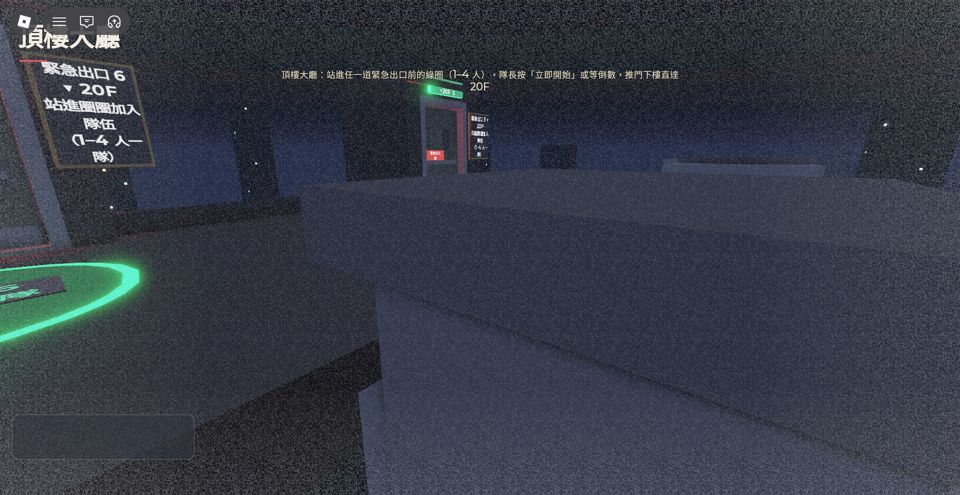 頂樓大廳
緊急出口 6
▼ 20F
站進圈圈加入
隊伍
（1–4 人一
隊）
頂樓大廳：站進任一道緊急出口前的綠圈（1–4 人），隊長按「立即開始」或等倒數，推門下樓直達
20F